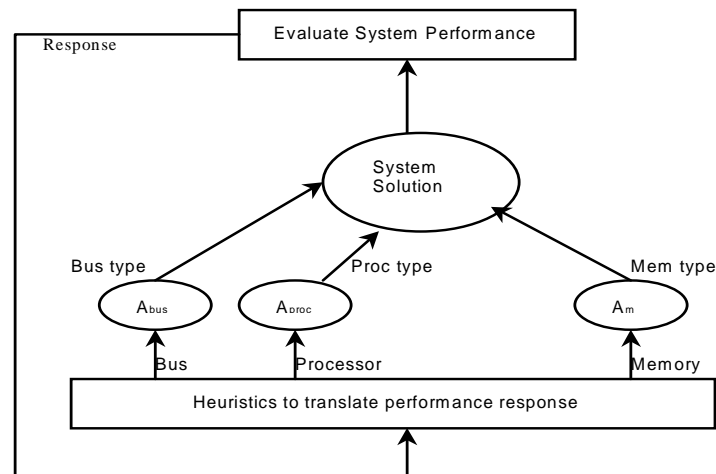 Evaluate System Performance
Response
System
Solution
Bus type
Proc type
Mem type
Abus
Aproc
Am
Bus
Processor
Memory
Heuristics to translate performance response